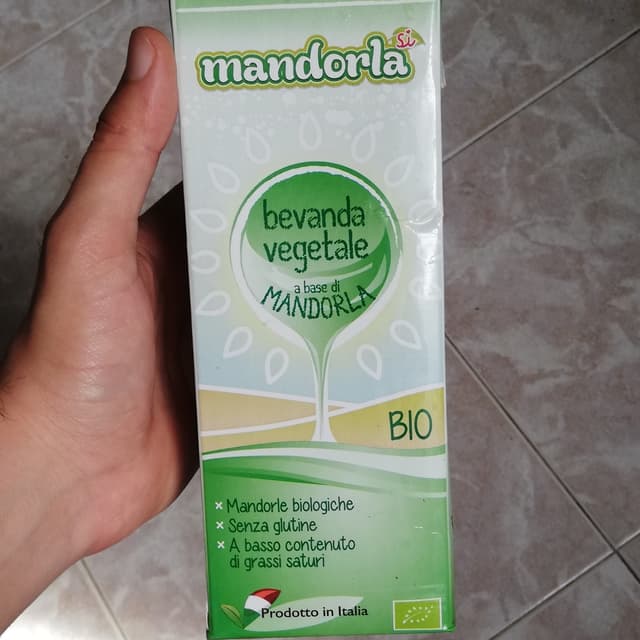 mandorla si
bevanda
vegetale
a base di
MANDORLA
BIO
× Mandorle biologiche
× Senza glutine
× A basso contenuto
di grassi saturi
Prodotto in Italia